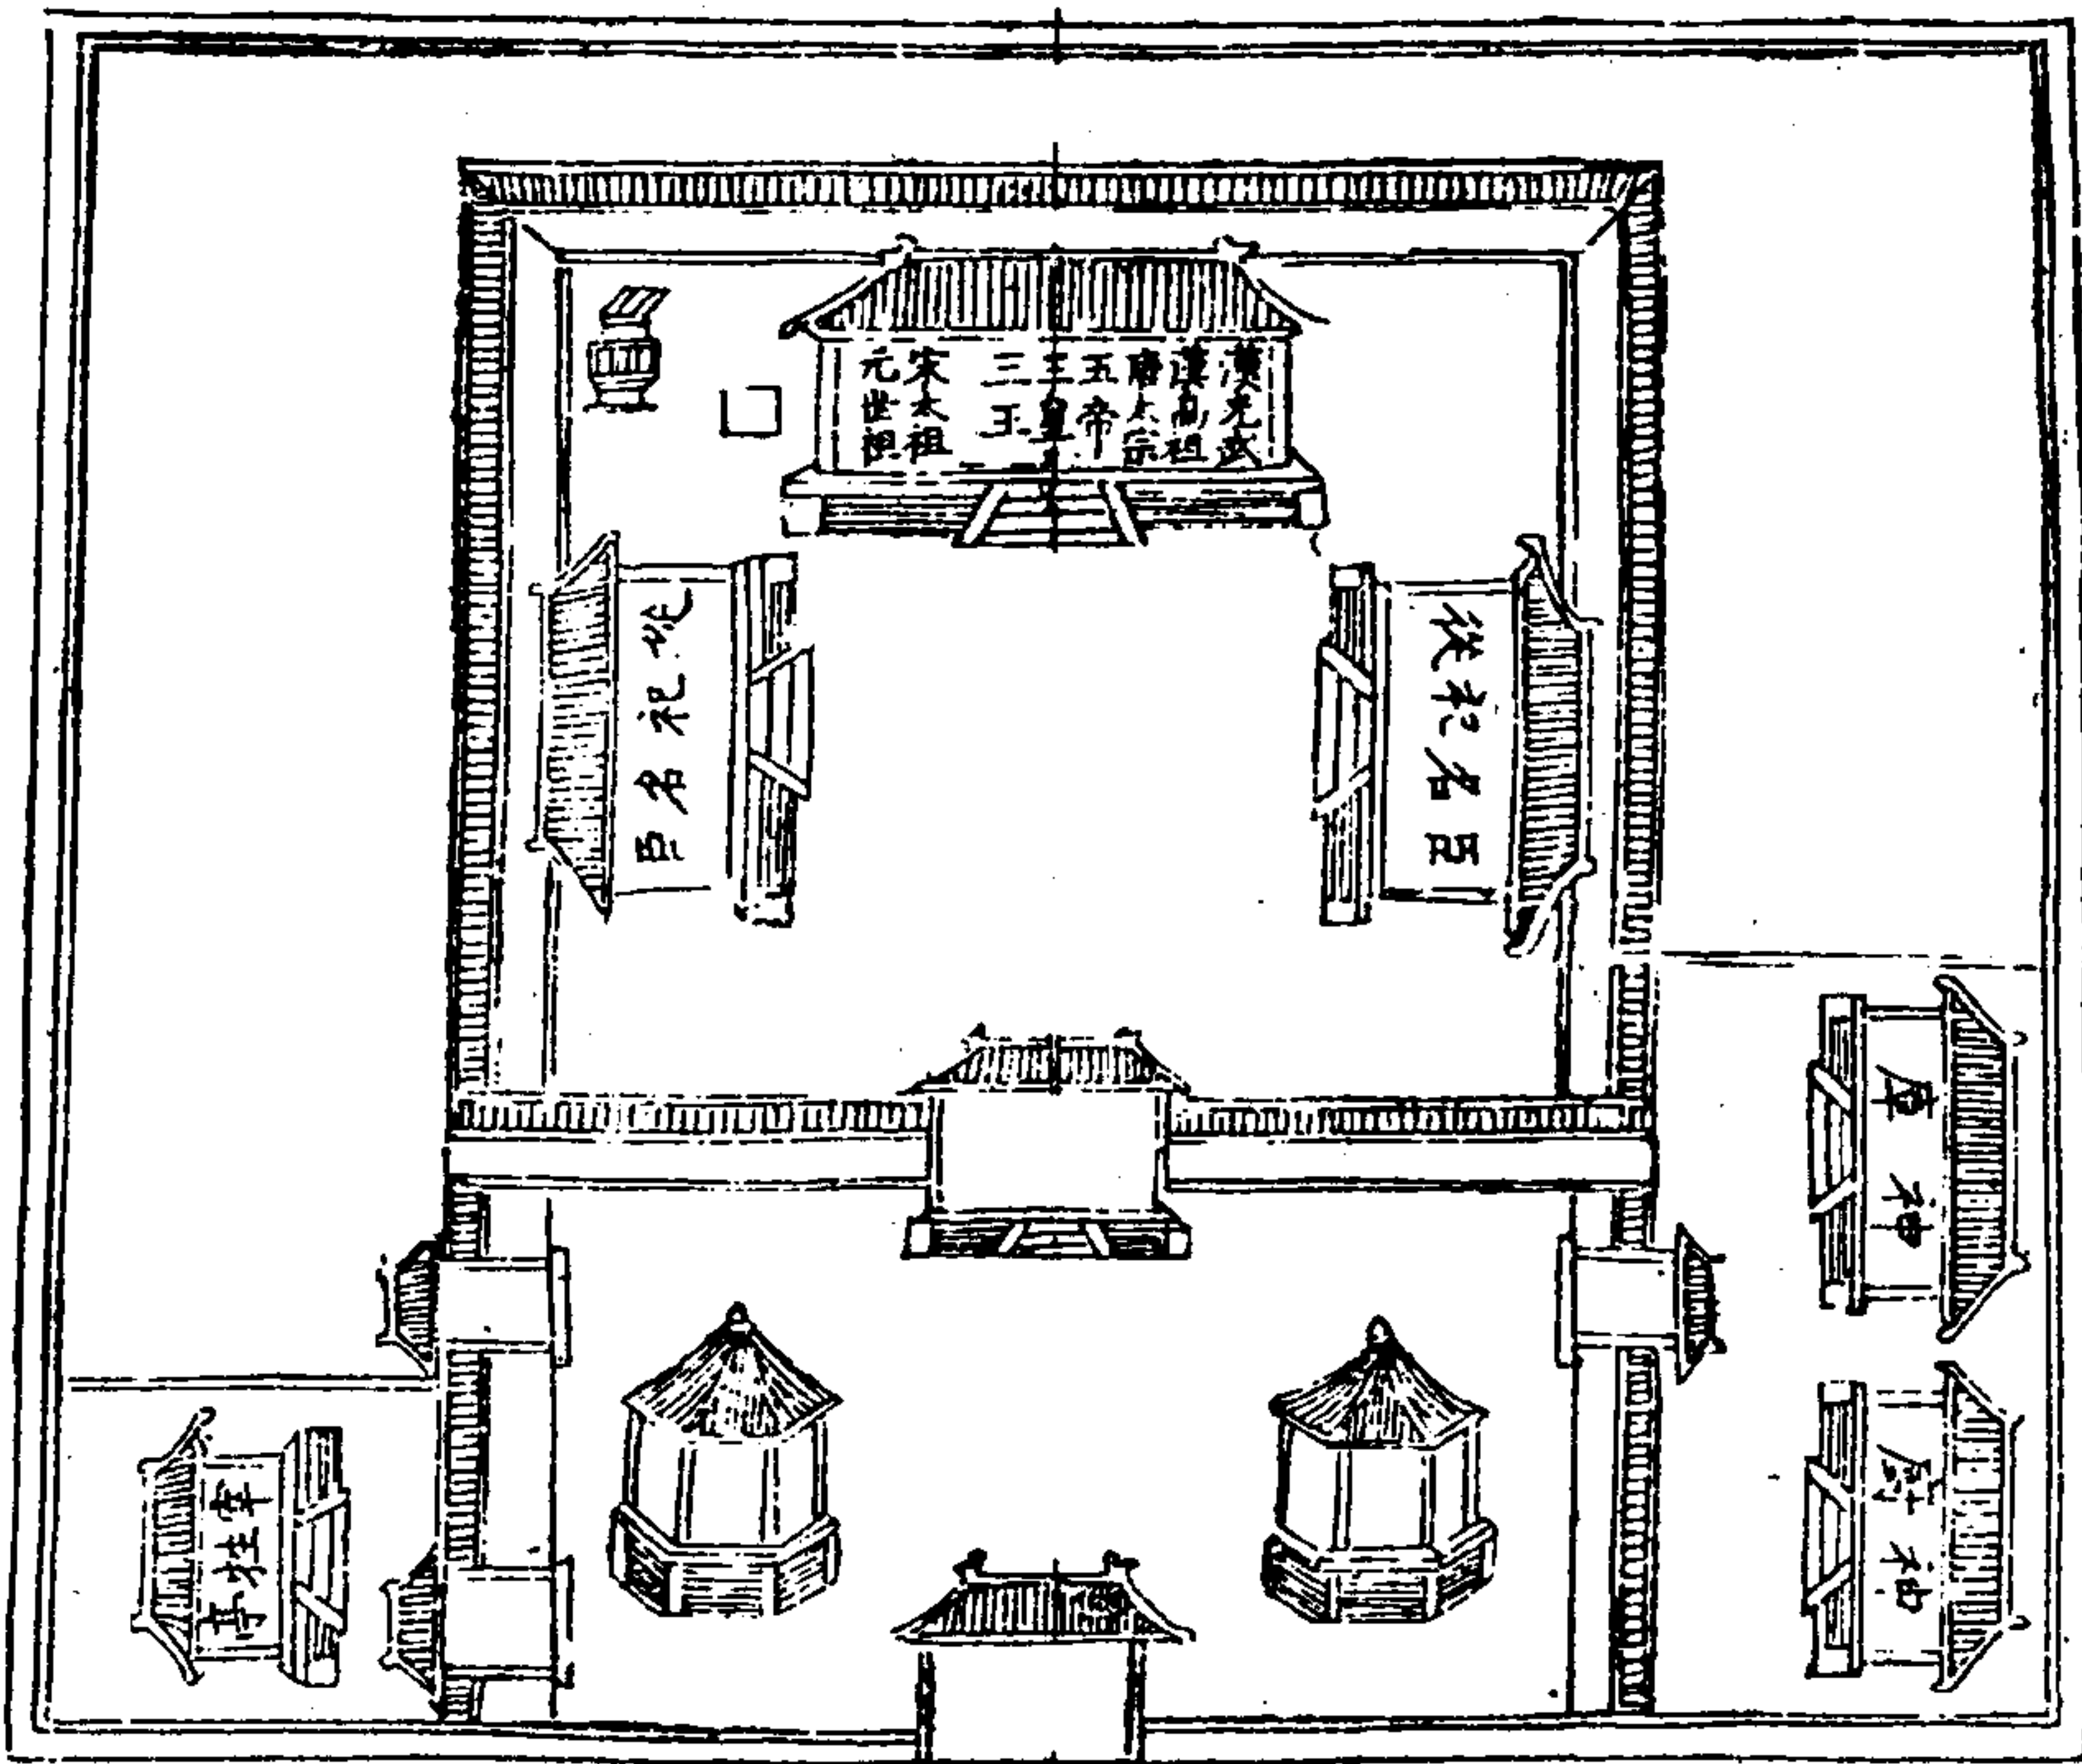 漢光武
漢高祖
唐太宗
五帝
三皇
三王
宋太祖
元世祖
從祀名臣
從祀名臣
神庫
神厨
宰牲亭